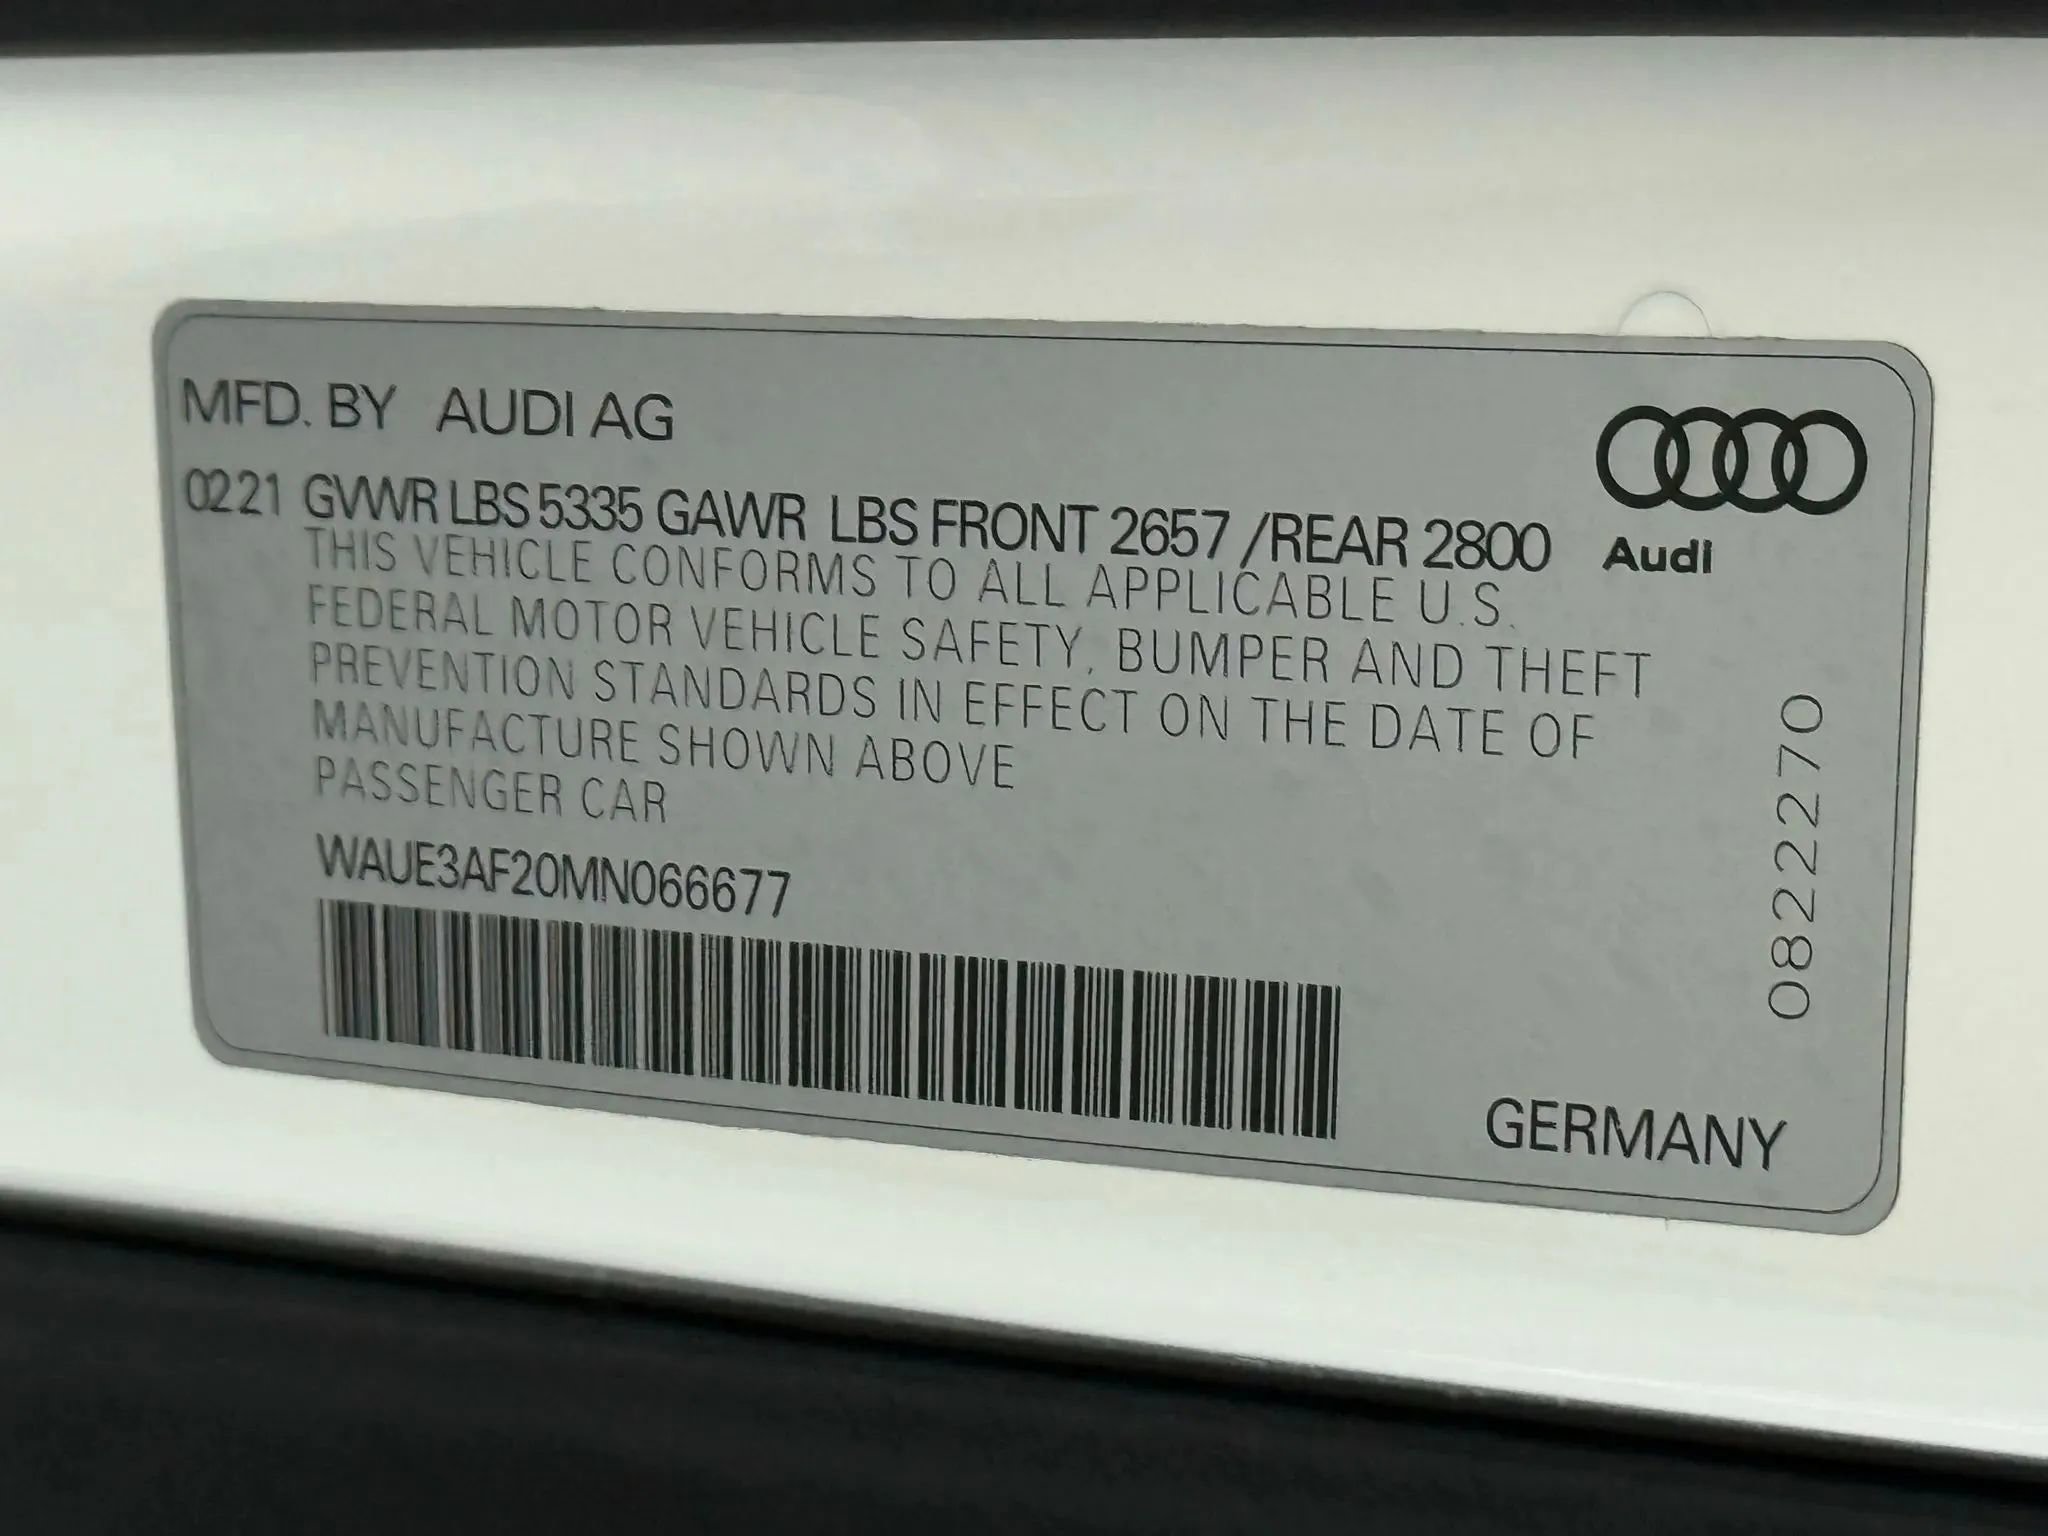 MFD. BY AUDI AG
0221 GVWR LBS 5335 GAWR LBS FRONT 2657 /REAR 2800
Audi
THIS VEHICLE CONFORMS TO ALL APPLICABLE U.S.
FEDERAL MOTOR VEHICLE SAFETY, BUMPER AND THEFT
PREVENTION STANDARDS IN EFFECT ON THE DATE OF
MANUFACTURE SHOWN ABOVE
PASSENGER CAR
WAUE3AF20MN066677
0822270
GERMANY